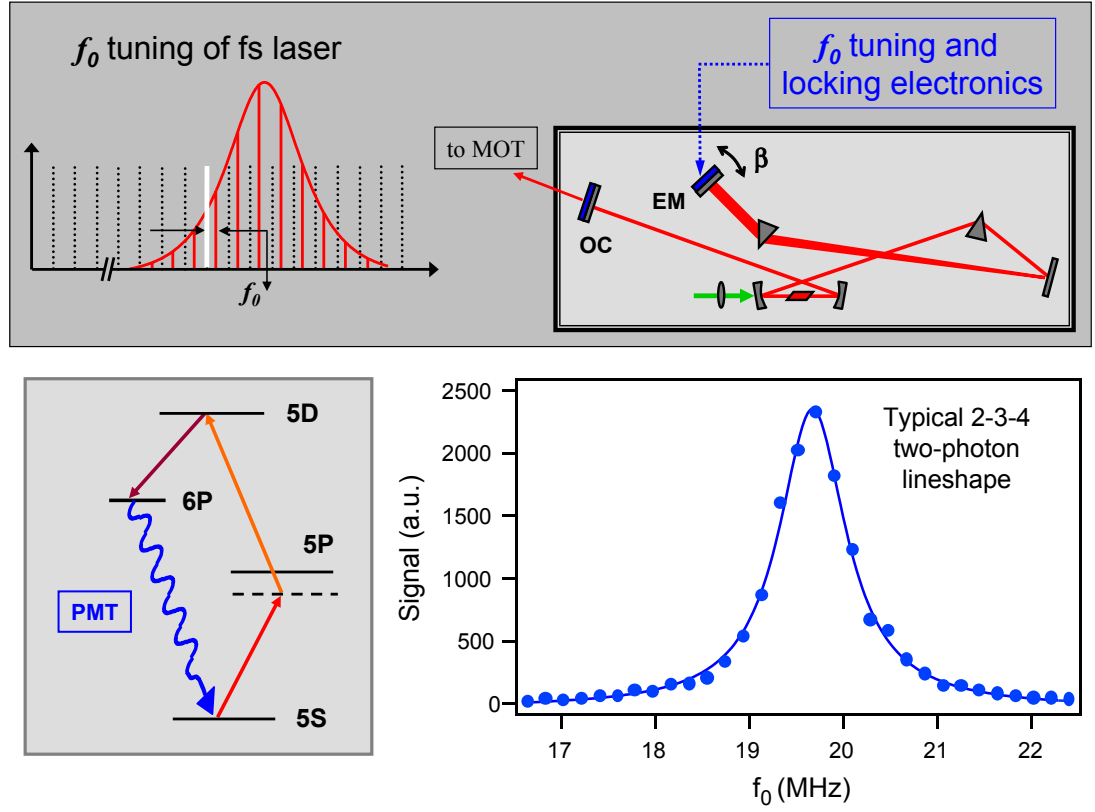 f0 tuning of fs laser
f0
f0 tuning and
locking electronics
to MOT
β
EM
OC
5D
6P
5P
PMT
5S
Typical 2-3-4
two-photon
lineshape
Signal (a.u.)
2500
2000
1500
1000
500
0
17 18 19 20 21 22
f0 (MHz)